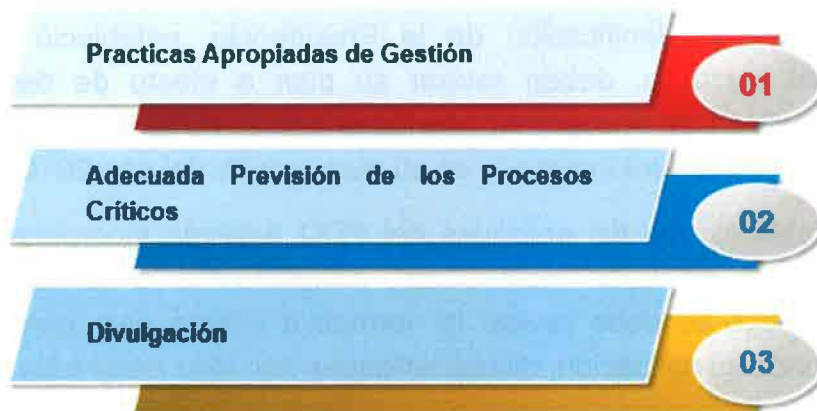 Practicas Apropiadas de Gestión
01
Adecuada Previsión de los Procesos
Críticos
02
Divulgación
03